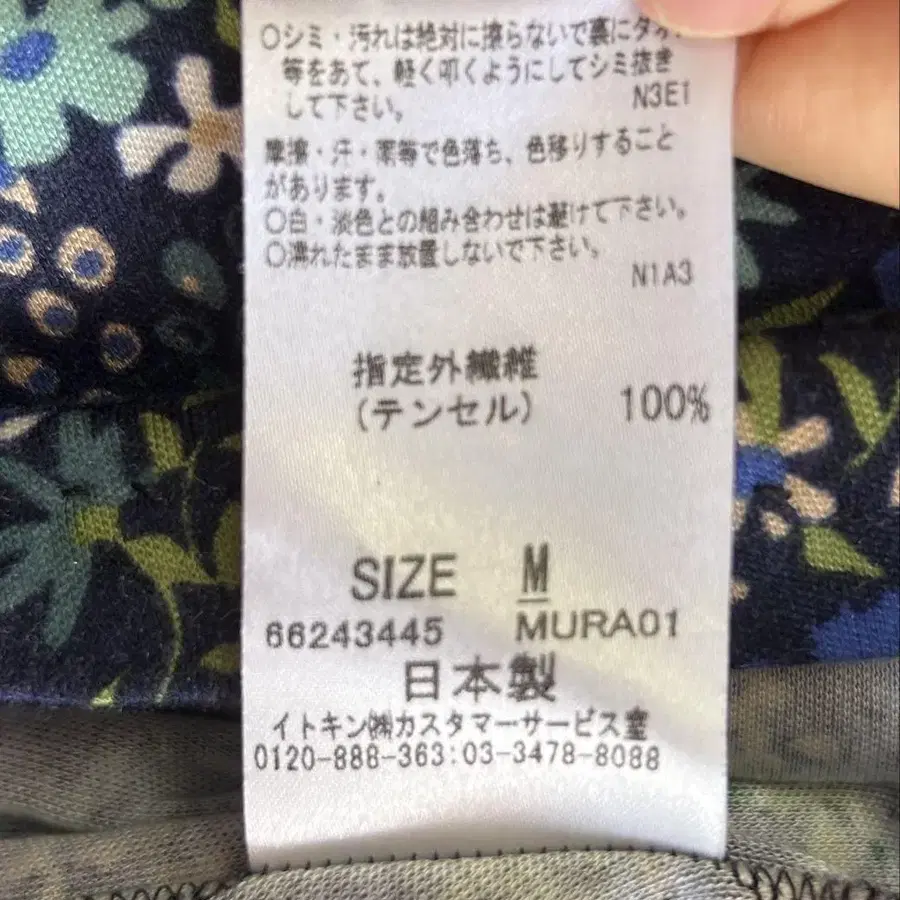 ○シミ・汚れは絶対に擦らないで裏にタオ
等をあて、軽く叩くようにしてシミ抜き
して下さい。
N3E1
摩擦・汗・雨等で色落ち、色移りすること
があります。
○白・淡色との組み合わせは避けて下さい。
○濡れたまま放置しないで下さい。
N1A3
指定外繊維
(テンセル) 100%
SIZE M
66243445 MURA01
日本製
イトキン㈱カスタマーサービス室
0120-888-363:03-3478-8088